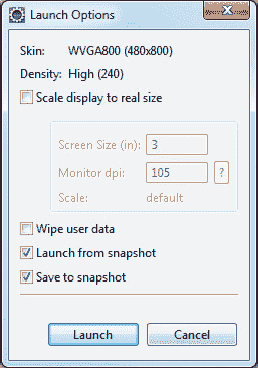 Launch Options
Skin: WVGA800 (480x800)
Density: High (240)
Scale display to real size
Screen Size (in): 3
Monitor dpi: 105 ?
Scale: default
Wipe user data
Launch from snapshot
Save to snapshot
Launch Cancel